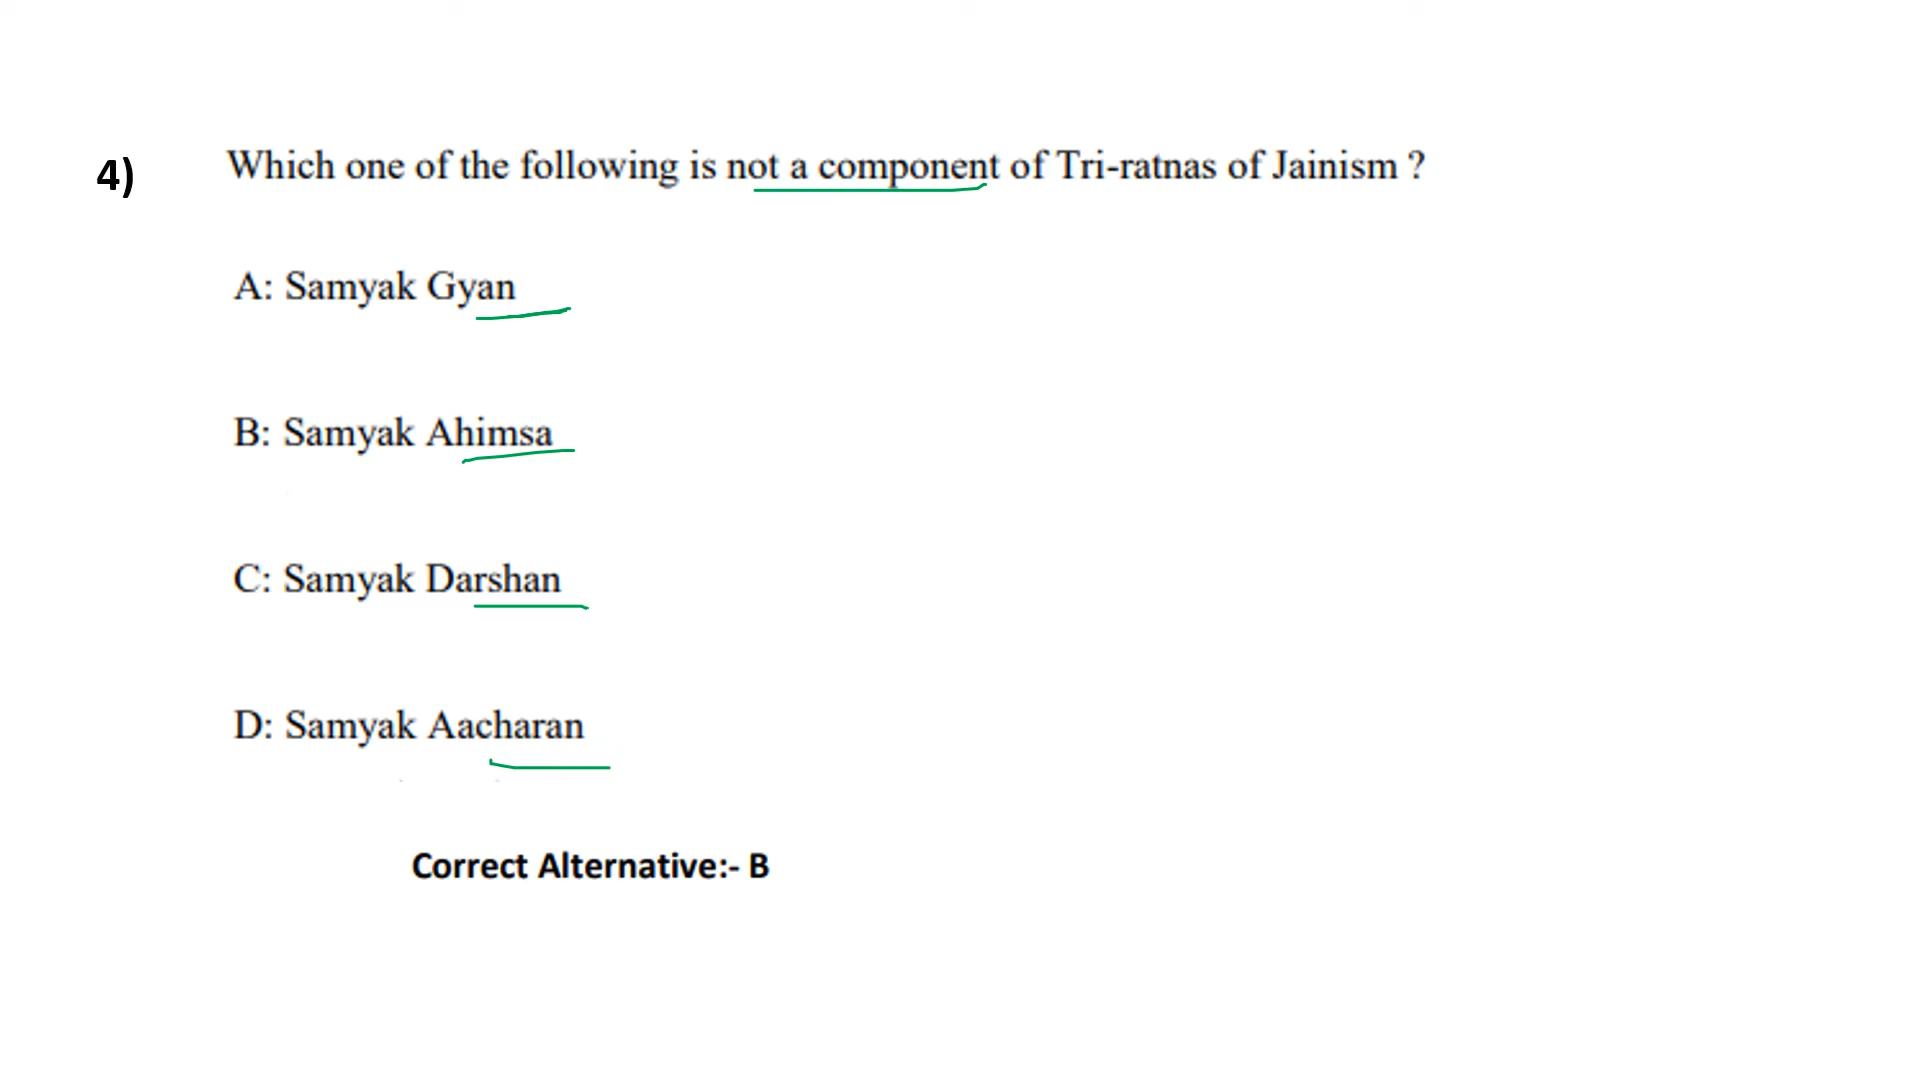 4) Which one of the following is not a component of Tri-ratnas of Jainism ?
A: Samyak Gyan
B: Samyak Ahimsa
C: Samyak Darshan
D: Samyak Aacharan
Correct Alternative:- B